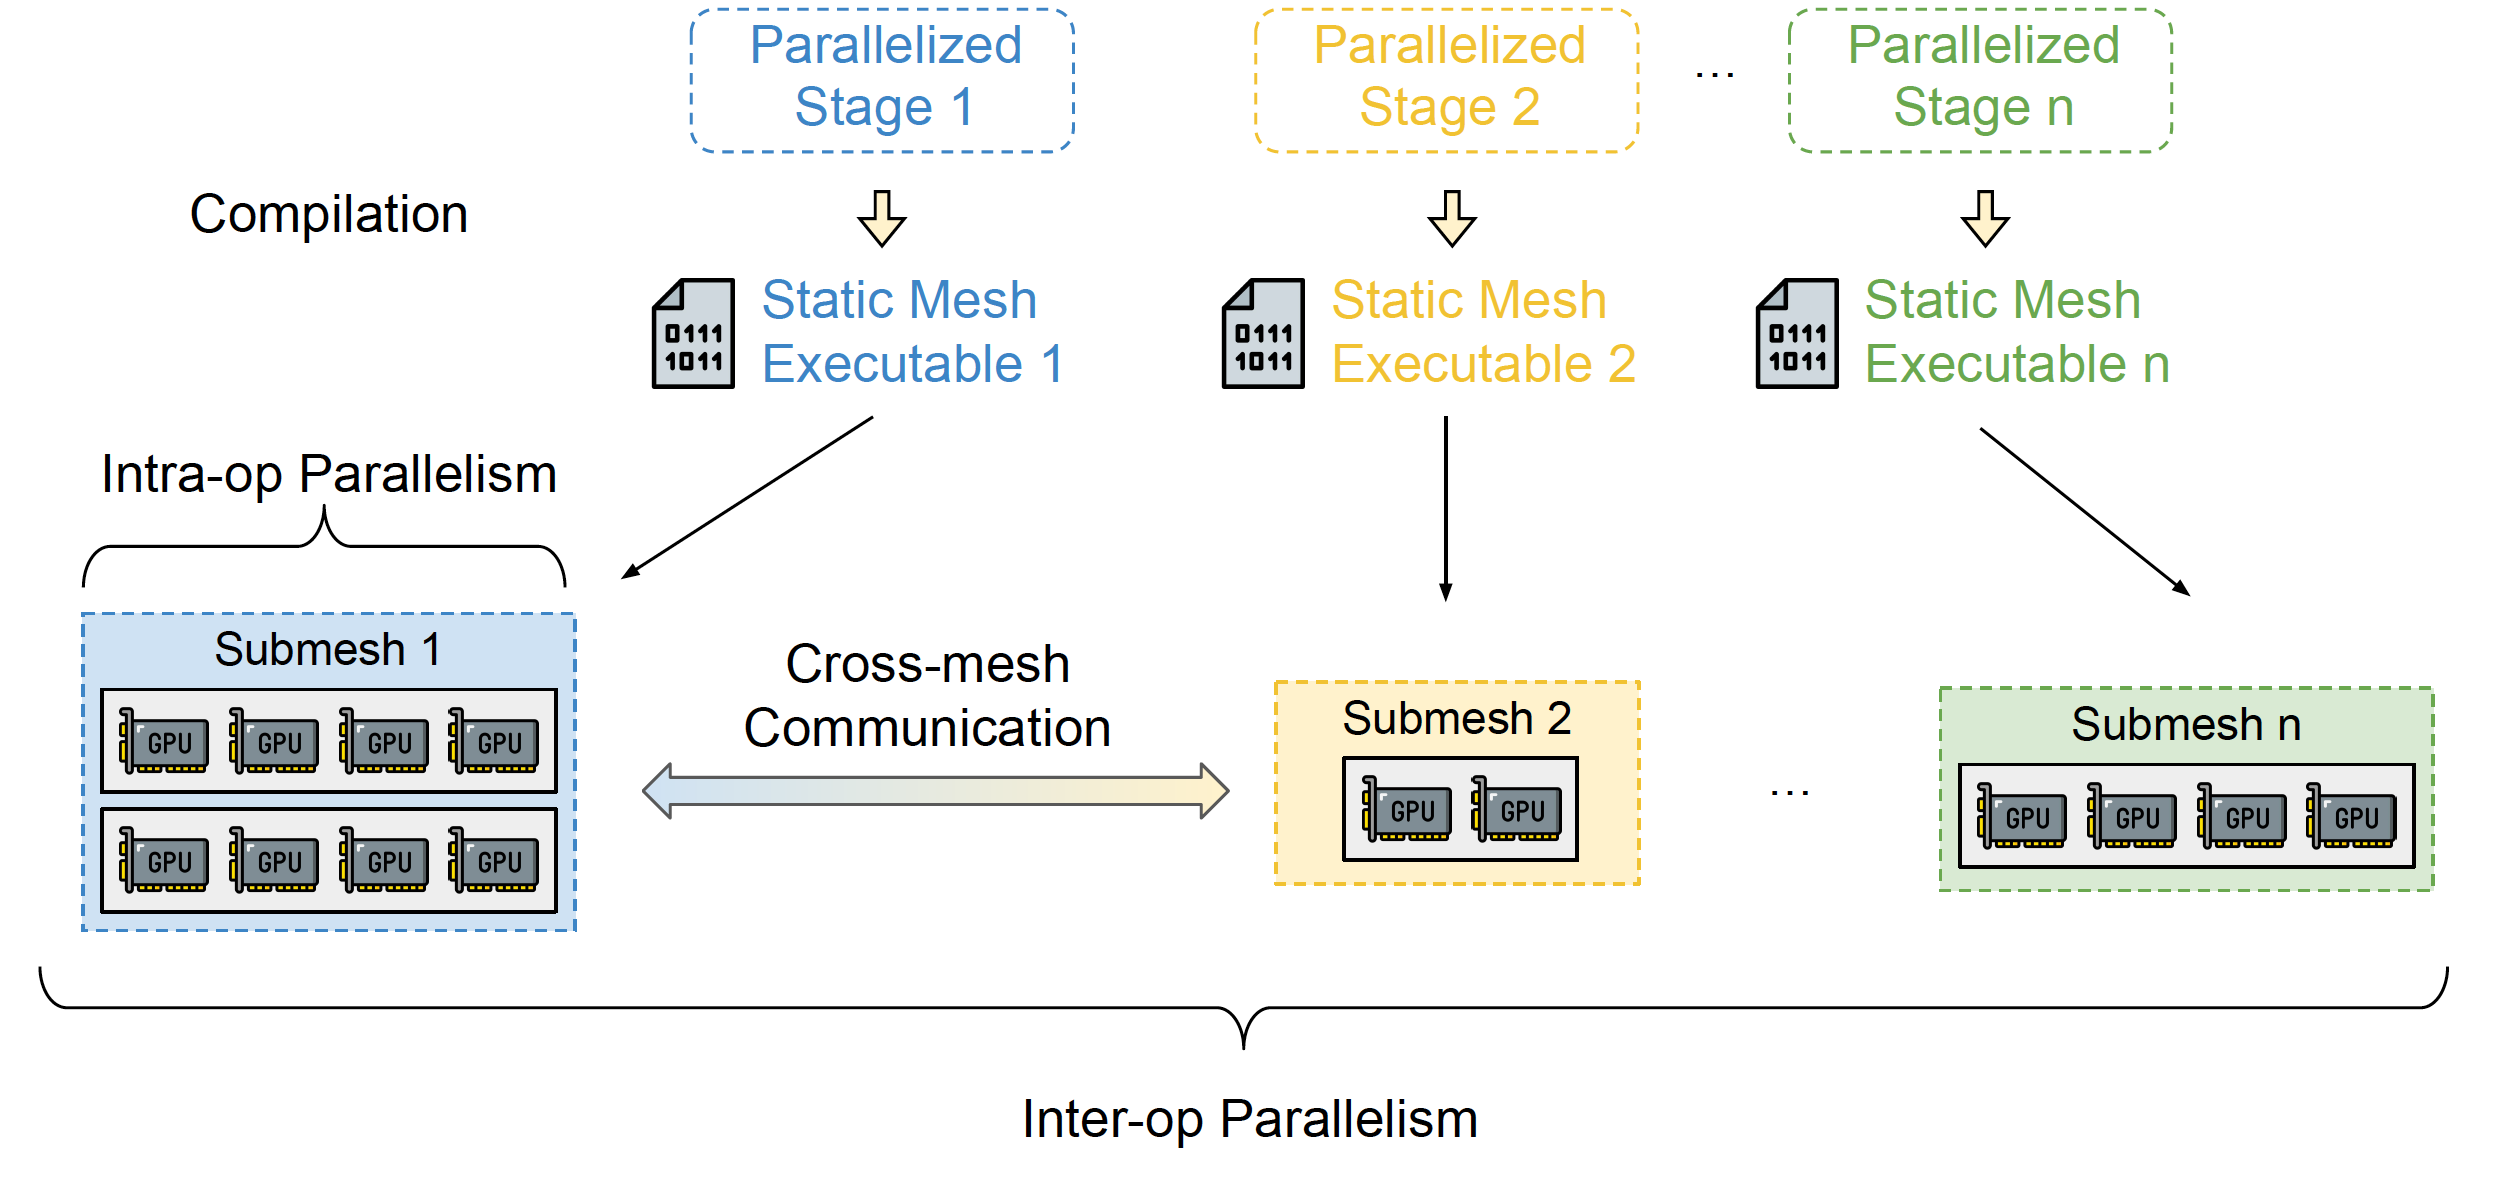 Parallelized
Stage 1
Parallelized
Stage 2
...
Parallelized
Stage n
Compilation
0111
1011
Static Mesh
Executable 1
0111
1011
Static Mesh
Executable 2
0111
1011
Static Mesh
Executable n
Intra-op Parallelism
Submesh 1
GPU GPU GPU GPU
GPU GPU GPU GPU
Cross-mesh
Communication
Submesh 2
GPU GPU
...
Submesh n
GPU GPU GPU GPU
Inter-op Parallelism